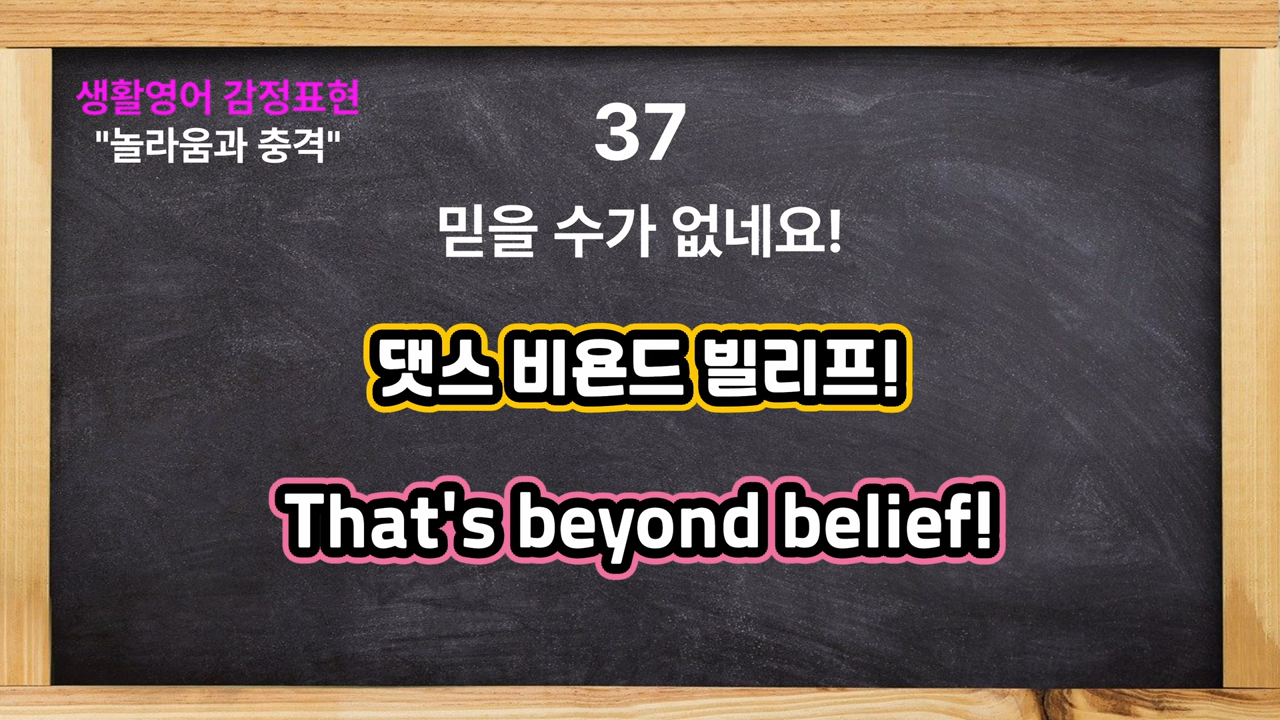 생활영어 감정표현
"놀라움과 충격"
37
믿을 수가 없네요!
댓스 비욘드 빌리프!
That's beyond belief!